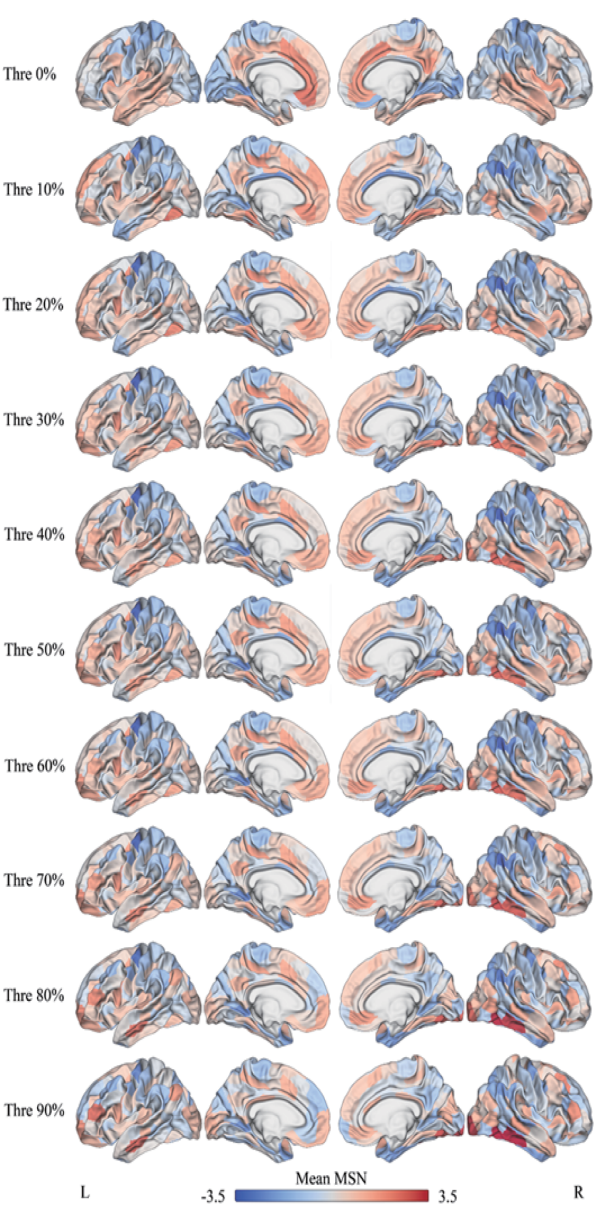 Thre 0%
Thre 10%
Thre 20%
Thre 30%
Thre 40%
Thre 50%
Thre 60%
Thre 70%
Thre 80%
Thre 90%
Mean MSN
L -3.5 3.5 R